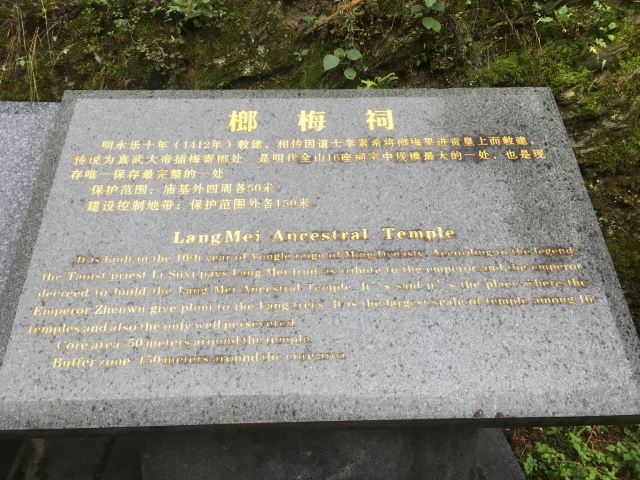 榔梅祠
明永乐十年（1412年）敕建，相传因道士李素希将榔梅果进贡皇上而敕建，
传说为真武大帝插梅寄榔处，是明代全山16座祠宇中规模最大的一处，也是现
存唯一保存最完整的一处
保护范围：庙基外四周各50米。
建设控制地带：保护范围外各150米。
Lang Mei Ancestral Temple
It is built in the 10th year of Yongle reign of Ming Dynasty. According to the legend
the Taoist priest Li Suxi pays Lang Mei fruit as tribute to the emperor and the emperor
decreed to build the Lang Mei Ancestral Temple. It's said it's the place where the
Emperor Zhenwu give plum to the Lang trees. It is the largest scale of temple among 16
temples and also the only well persevered.
Core area: 50 meters around the temple
Buffer zone: 150 meters around the core area